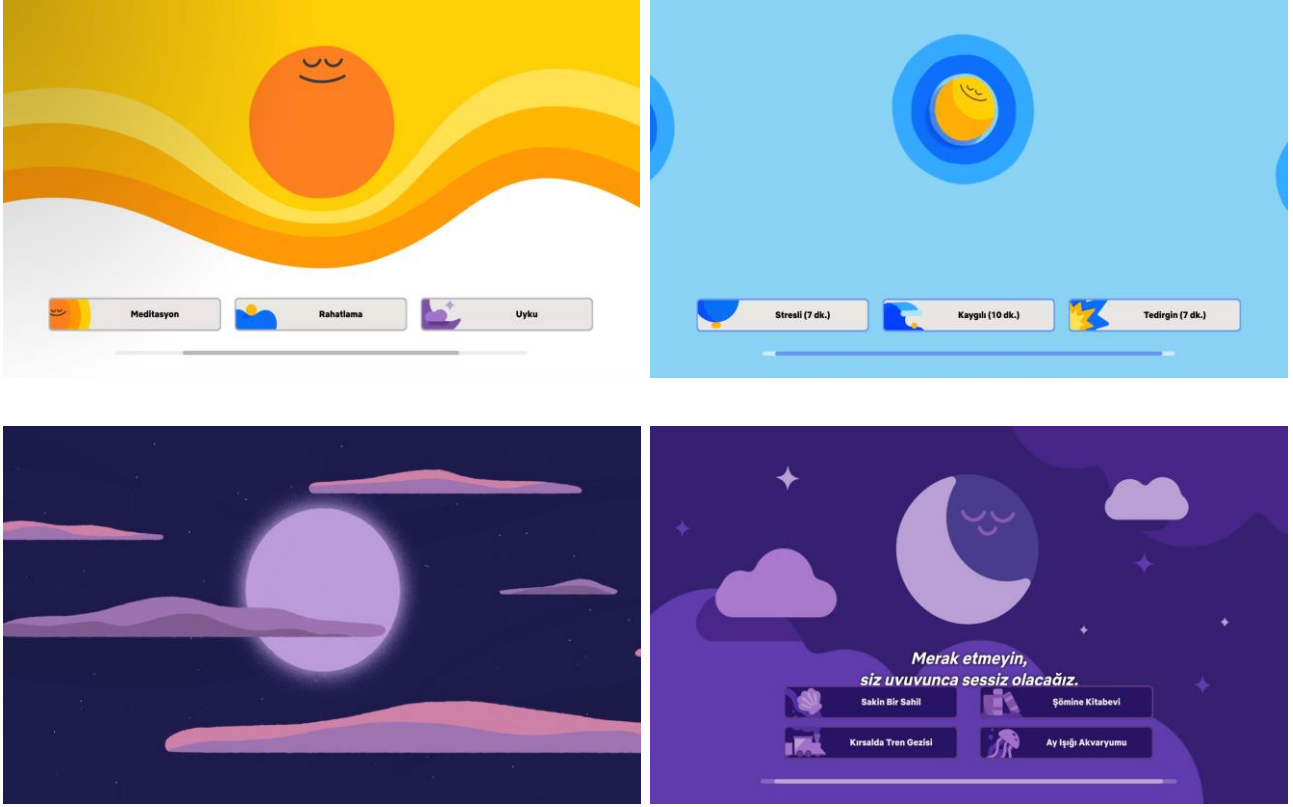 Meditasyon
Rahatlama
Uyku
Stresli (7 dk.)
Kaygılı (10 dk.)
Tedirgin (7 dk.)
Merak etmeyin,
siz uyuyunca sessiz olacağız.
Sakin Bir Sahil
Şömine Kitabevi
Kırsalda Tren Gezisi
Ay Işığı Akvaryumu